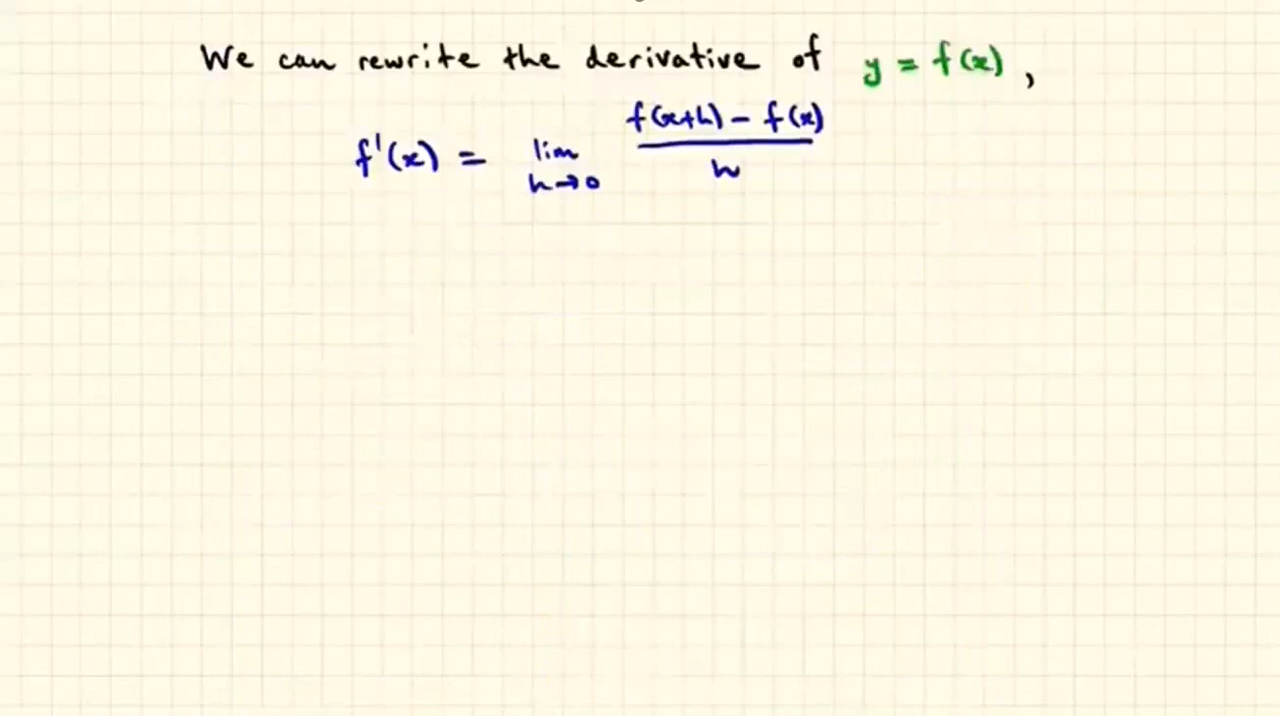 We can rewrite the derivative of y = f(x),
f'(x) = lim h→0 f(x+h) - f(x) / h